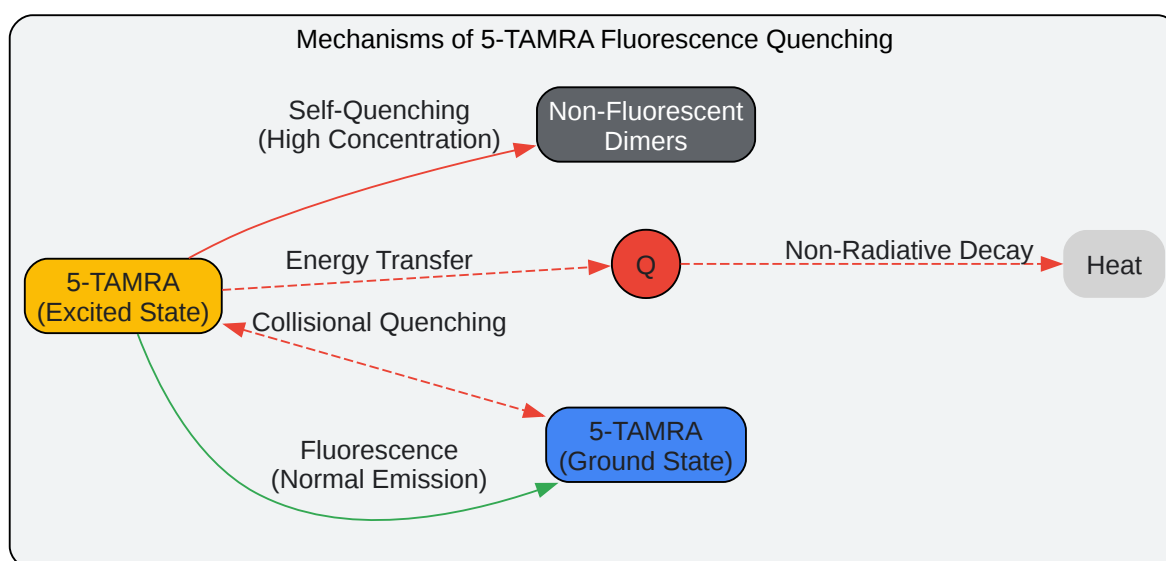 Mechanisms of 5-TAMRA Fluorescence Quenching
Self-Quenching
(High Concentration)
Non-Fluorescent
Dimers
5-TAMRA
(Excited State)
Energy Transfer
Q
Non-Radiative Decay
Heat
Collisional Quenching
5-TAMRA
(Ground State)
Fluorescence
(Normal Emission)